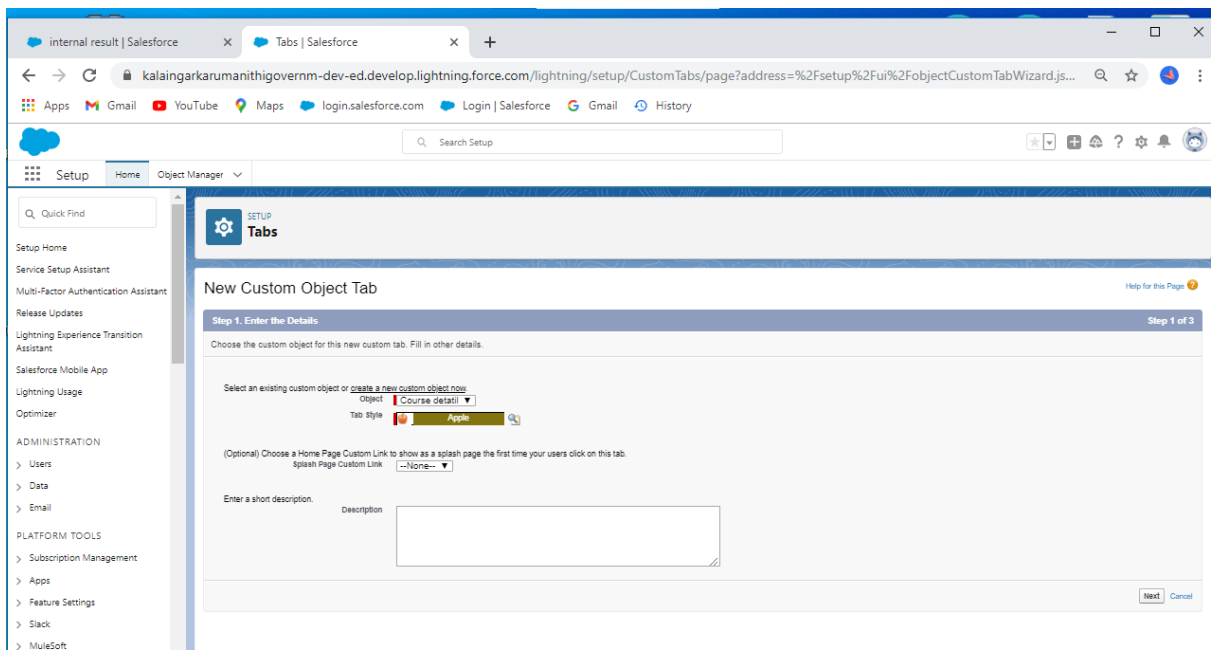 internal result | Salesforce
Tabs | Salesforce
kalaingarkarumanithigovernm-dev-ed.develop.lightning.force.com/lightning/setup/CustomTabs/page?address=%2Fsetup%2Fui%2FobjectCustomTabWizard.js...
Apps Gmail YouTube Maps login.salesforce.com Login | Salesforce Gmail History
Search Setup
Setup Home Object Manager
Quick Find
Setup Home
Service Setup Assistant
Multi-Factor Authentication Assistant
Release Updates
Lightning Experience Transition
Assistant
Salesforce Mobile App
Lightning Usage
Optimizer
ADMINISTRATION
Users
Data
Email
PLATFORM TOOLS
Subscription Management
Apps
Feature Settings
Slack
MuleSoft
SETUP
Tabs
New Custom Object Tab
Help for this Page
Step 1. Enter the Details Step 1 of 3
Choose the custom object for this new custom tab. Fill in other details.
Select an existing custom object or create a new custom object now.
Object Course detatil
Tab Style Apple
(Optional) Choose a Home Page Custom Link to show as a splash page the first time your users click on this tab.
Splash Page Custom Link --None--
Enter a short description.
Description
Next Cancel